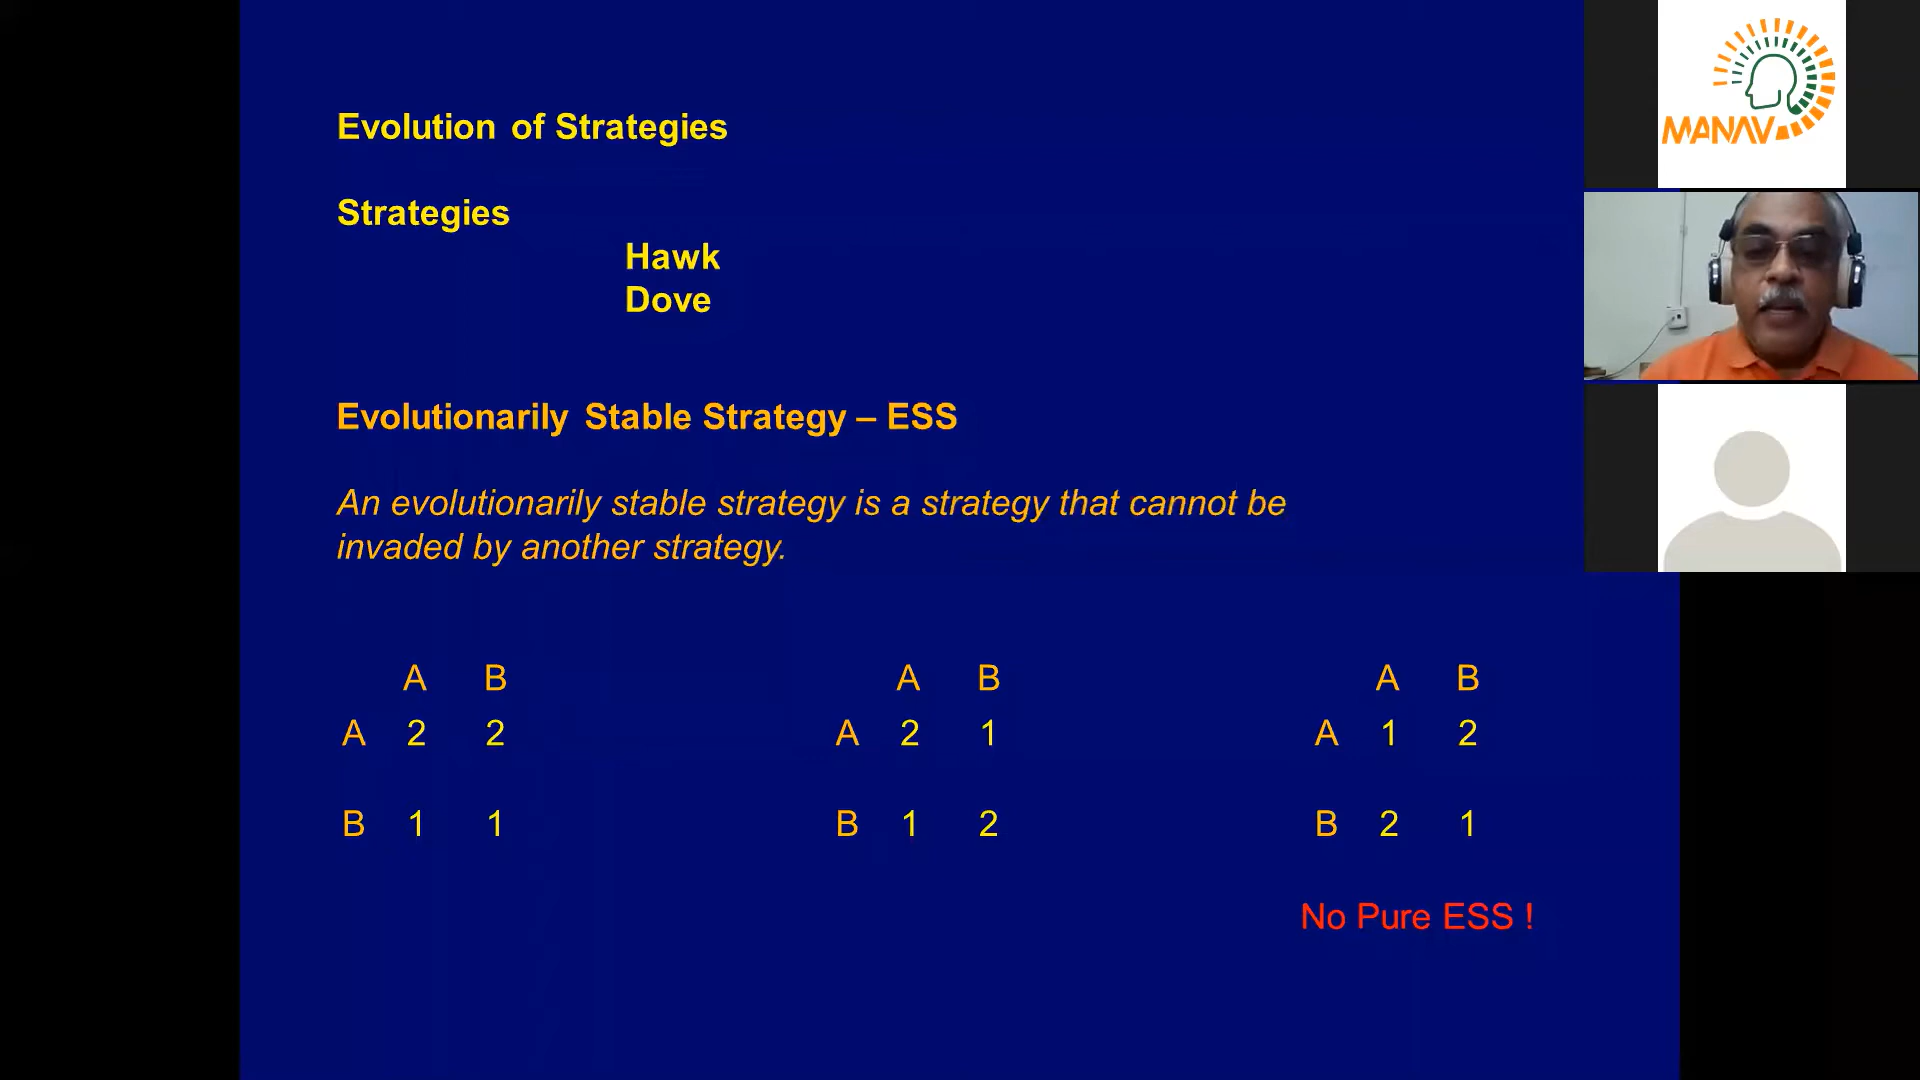 Evolution of Strategies
Strategies
Hawk
Dove
Evolutionarily Stable Strategy – ESS
An evolutionarily stable strategy is a strategy that cannot be
invaded by another strategy.
A B
A 2 2
B 1 1
A B
A 2 1
B 1 2
A B
A 1 2
B 2 1
No Pure ESS !
MANAV